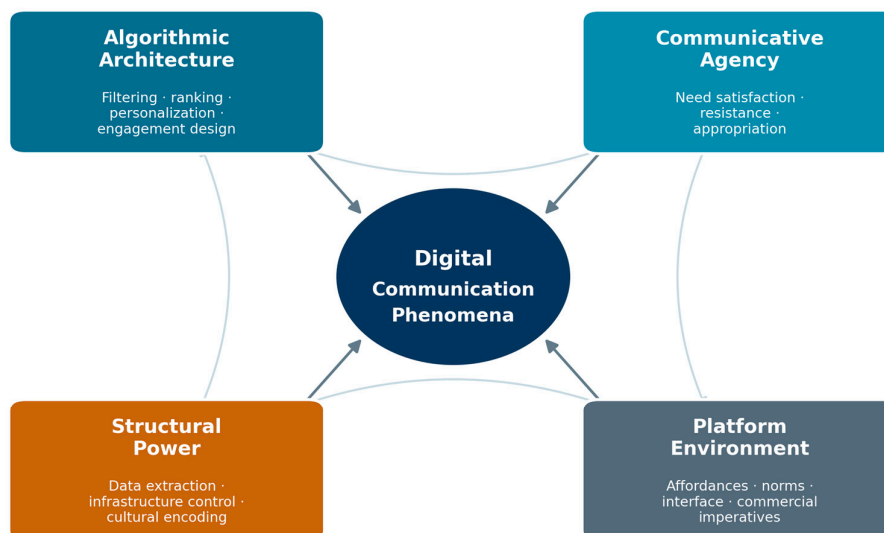 Algorithmic
Architecture
Filtering · ranking ·
personalization ·
engagement design
Communicative
Agency
Need satisfaction ·
resistance ·
appropriation
Digital
Communication
Phenomena
Structural
Power
Data extraction ·
infrastructure control ·
cultural encoding
Platform
Environment
Affordances · norms ·
interface · commercial
imperatives